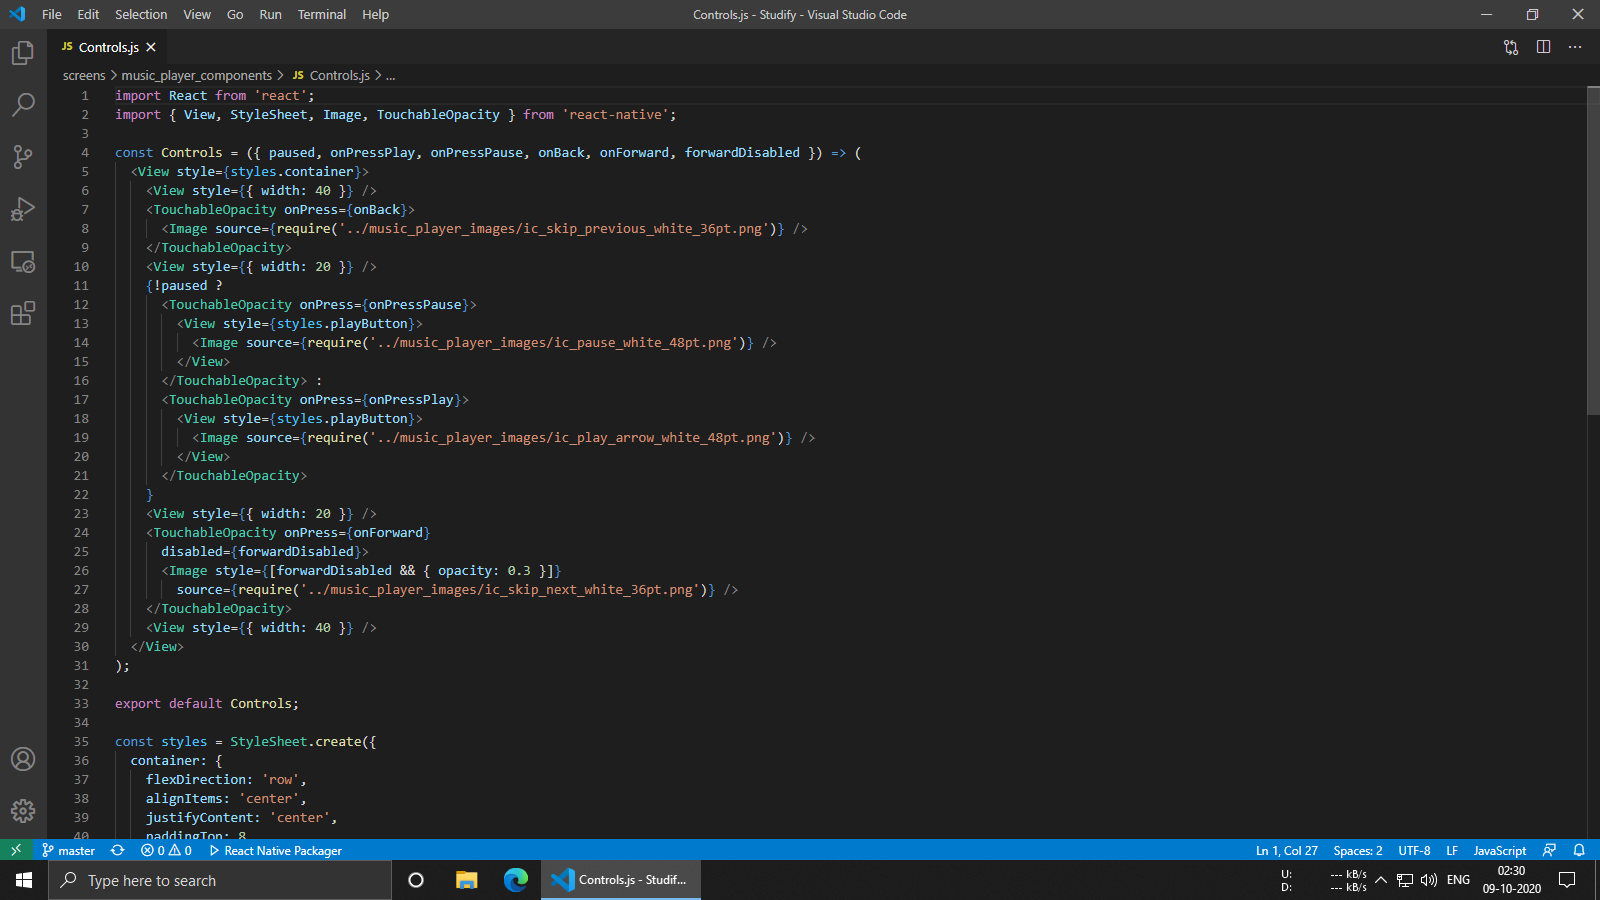 File Edit Selection View Go Run Terminal Help
Controls.js - Studify - Visual Studio Code
JS Controls.js
screens > music_player_components > JS Controls.js > ...
1 import React from 'react';
2 import { View, StyleSheet, Image, TouchableOpacity } from 'react-native';
3
4 const Controls = ({ paused, onPressPlay, onPressPause, onBack, onForward, forwardDisabled }) => (
5 <View style={styles.container}>
6 <View style={{ width: 40 }} />
7 <TouchableOpacity onPress={onBack}>
8 <Image source={require('../music_player_images/ic_skip_previous_white_36pt.png')} />
9 </TouchableOpacity>
10 <View style={{ width: 20 }} />
11 {!paused ?
12 <TouchableOpacity onPress={onPressPause}>
13 <View style={styles.playButton}>
14 <Image source={require('../music_player_images/ic_pause_white_48pt.png')} />
15 </View>
16 </TouchableOpacity> :
17 <TouchableOpacity onPress={onPressPlay}>
18 <View style={styles.playButton}>
19 <Image source={require('../music_player_images/ic_play_arrow_white_48pt.png')} />
20 </View>
21 </TouchableOpacity>
22 }
23 <View style={{ width: 20 }} />
24 <TouchableOpacity onPress={onForward}
25 disabled={forwardDisabled}>
26 <Image style={[forwardDisabled && { opacity: 0.3 }]}
27 source={require('../music_player_images/ic_skip_next_white_36pt.png')} />
28 </TouchableOpacity>
29 <View style={{ width: 40 }} />
30 </View>
31 );
32
33 export default Controls;
34
35 const styles = StyleSheet.create({
36 container: {
37 flexDirection: 'row',
38 alignItems: 'center',
39 justifyContent: 'center',
40 paddingTop: 8
master 0 0 React Native Packager
Ln 1, Col 27 Spaces: 2 UTF-8 LF JavaScript
Type here to search
Controls.js - Studif...
U: --- kB/s
D: --- kB/s
ENG
02:30
09-10-2020